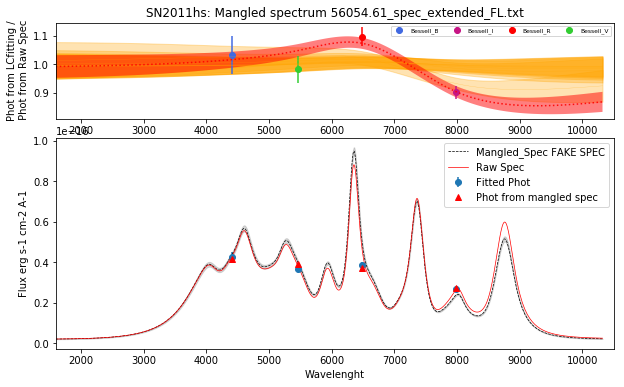 SN2011hs: Mangled spectrum 56054.61_spec_extended_FL.txt
Phot from LCfitting /
Phot from Raw Spec
1.1
1.0
0.9
Bessell_B
Bessell_I
Bessell_R
Bessell_V
2000 3000 4000 5000 6000 7000 8000 9000 10000
1e−16
Flux erg s-1 cm-2 A-1
1.0
0.8
0.6
0.4
0.2
0.0
Mangled_Spec FAKE SPEC
Raw Spec
Fitted Phot
Phot from mangled spec
2000 3000 4000 5000 6000 7000 8000 9000 10000
Wavelenght